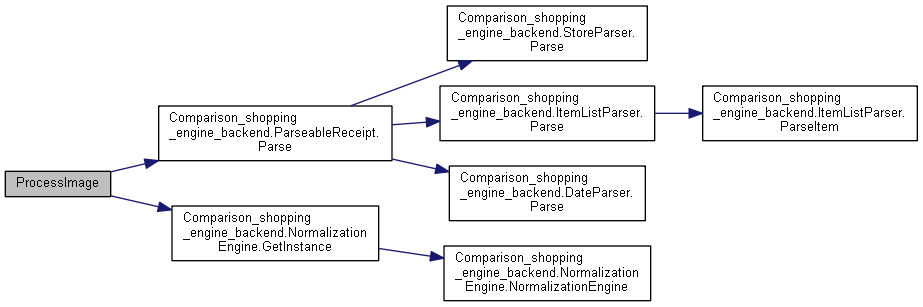 ProcessImage
Comparison_shopping
_engine_backend.ParseableReceipt.
Parse
Comparison_shopping
_engine_backend.StoreParser.
Parse
Comparison_shopping
_engine_backend.ItemListParser.
Parse
Comparison_shopping
_engine_backend.ItemListParser.
ParseItem
Comparison_shopping
_engine_backend.DateParser.
Parse
Comparison_shopping
_engine_backend.Normalization
Engine.GetInstance
Comparison_shopping
_engine_backend.Normalization
Engine.NormalizationEngine